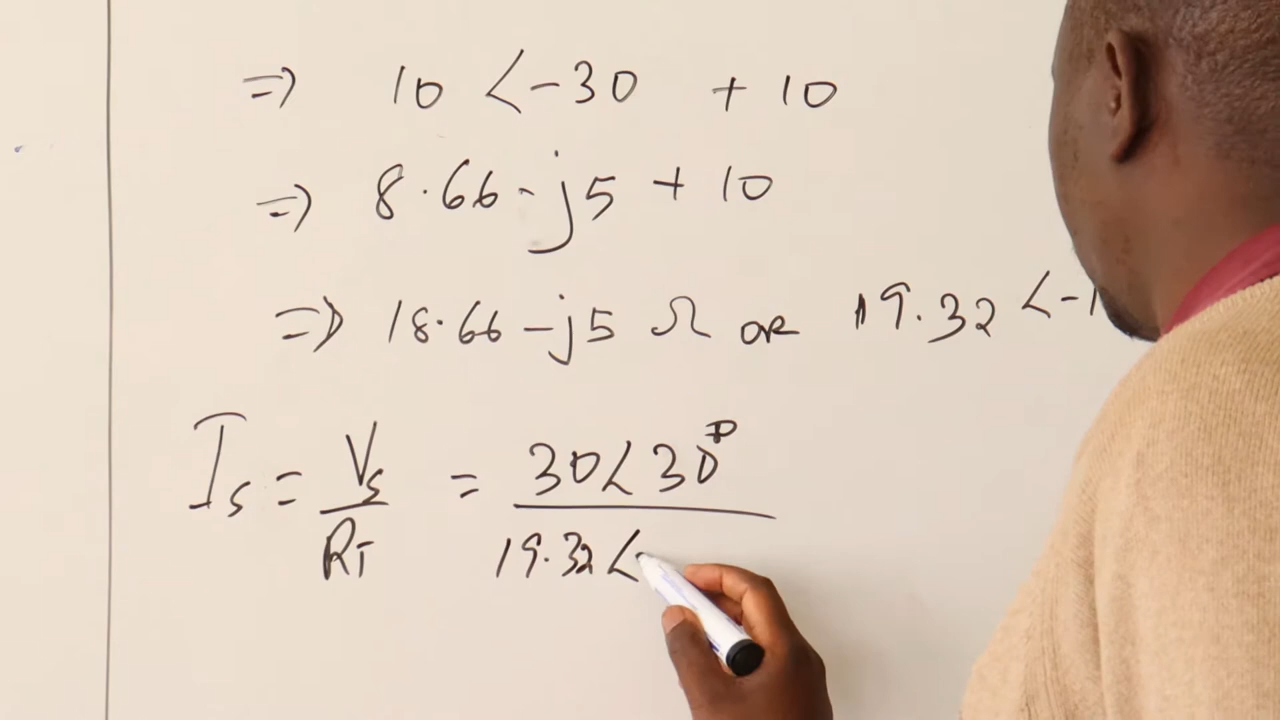 ⇒ 10 <-30 + 10
⇒ 8.66 - j5 + 10
⇒ 18.66 - j5 Ω OR 19.32 <-1
Is = Vs/RT = 30<30° / 19.32<